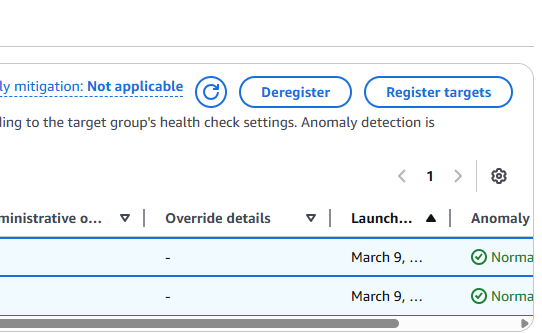 ly mitigation: Not applicable
Deregister
Register targets
ding to the target group's health check settings. Anomaly detection is
1
ministrative o...
Override details
Launch...
Anomaly
-
March 9, ...
Norma
-
March 9, ...
Norma